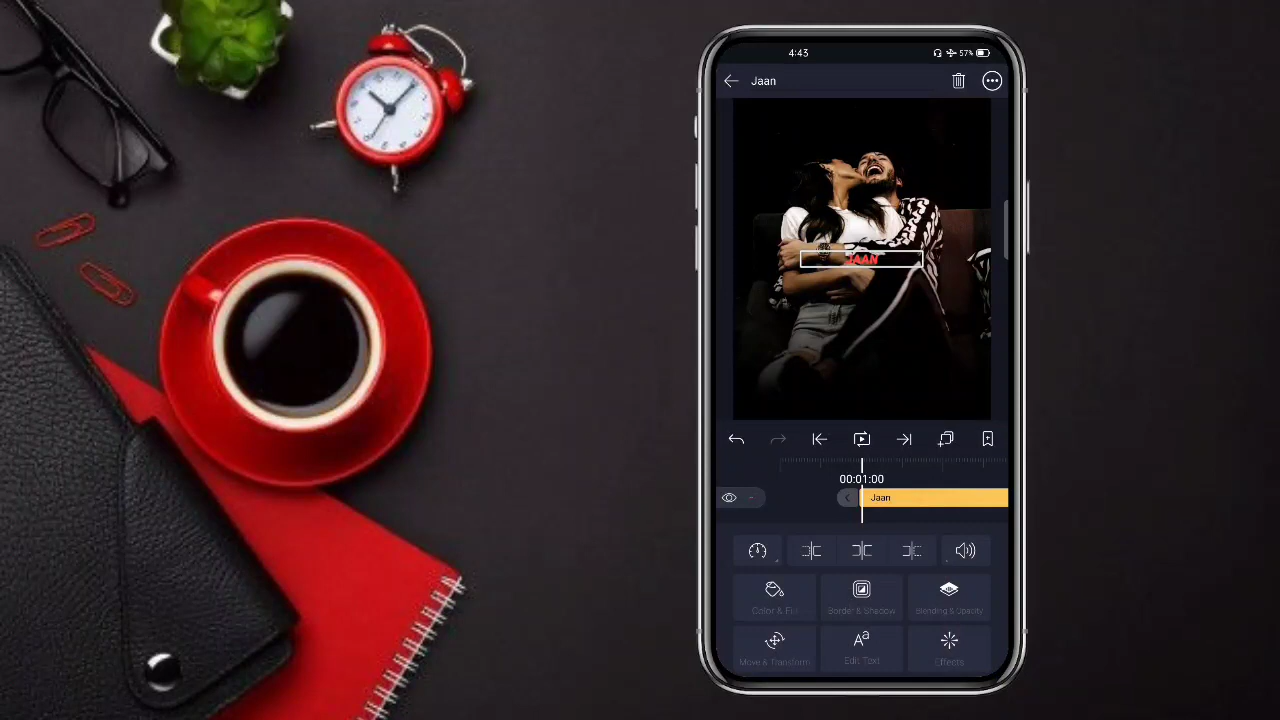 4:43
57%
Jaan
JAAN
00:01:00
Jaan
Color & Fill
Border & Shadow
Blending & Opacity
Move & Transform
Edit Text
Effects